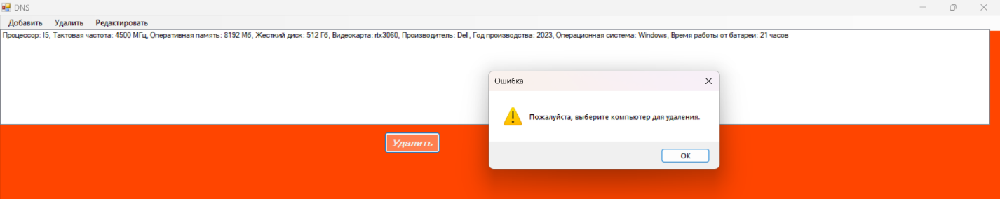 DNS
Добавить Удалить Редактировать
Процессор: I5, Тактовая частота: 4500 МГц, Оперативная память: 8192 Мб, Жесткий диск: 512 Гб, Видеокарта: rtx3060, Производитель: Dell, Год производства: 2023, Операционная система: Windows, Время работы от батареи: 21 часов
Ошибка
Пожалуйста, выберите компьютер для удаления.
Удалить
OK